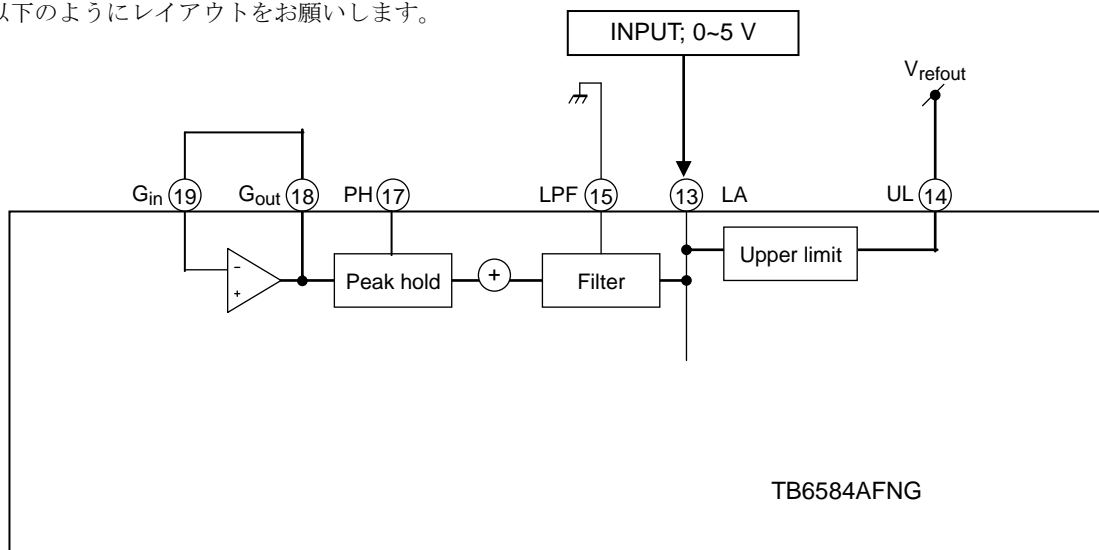 以下のようにレイアウトをお願いします。
INPUT; 0~5 V
Vrefout
Gin 19 Gout 18 PH 17 LPF 15 13 LA UL 14
Upper limit
- 
+
Peak hold + Filter
TB6584AFNG